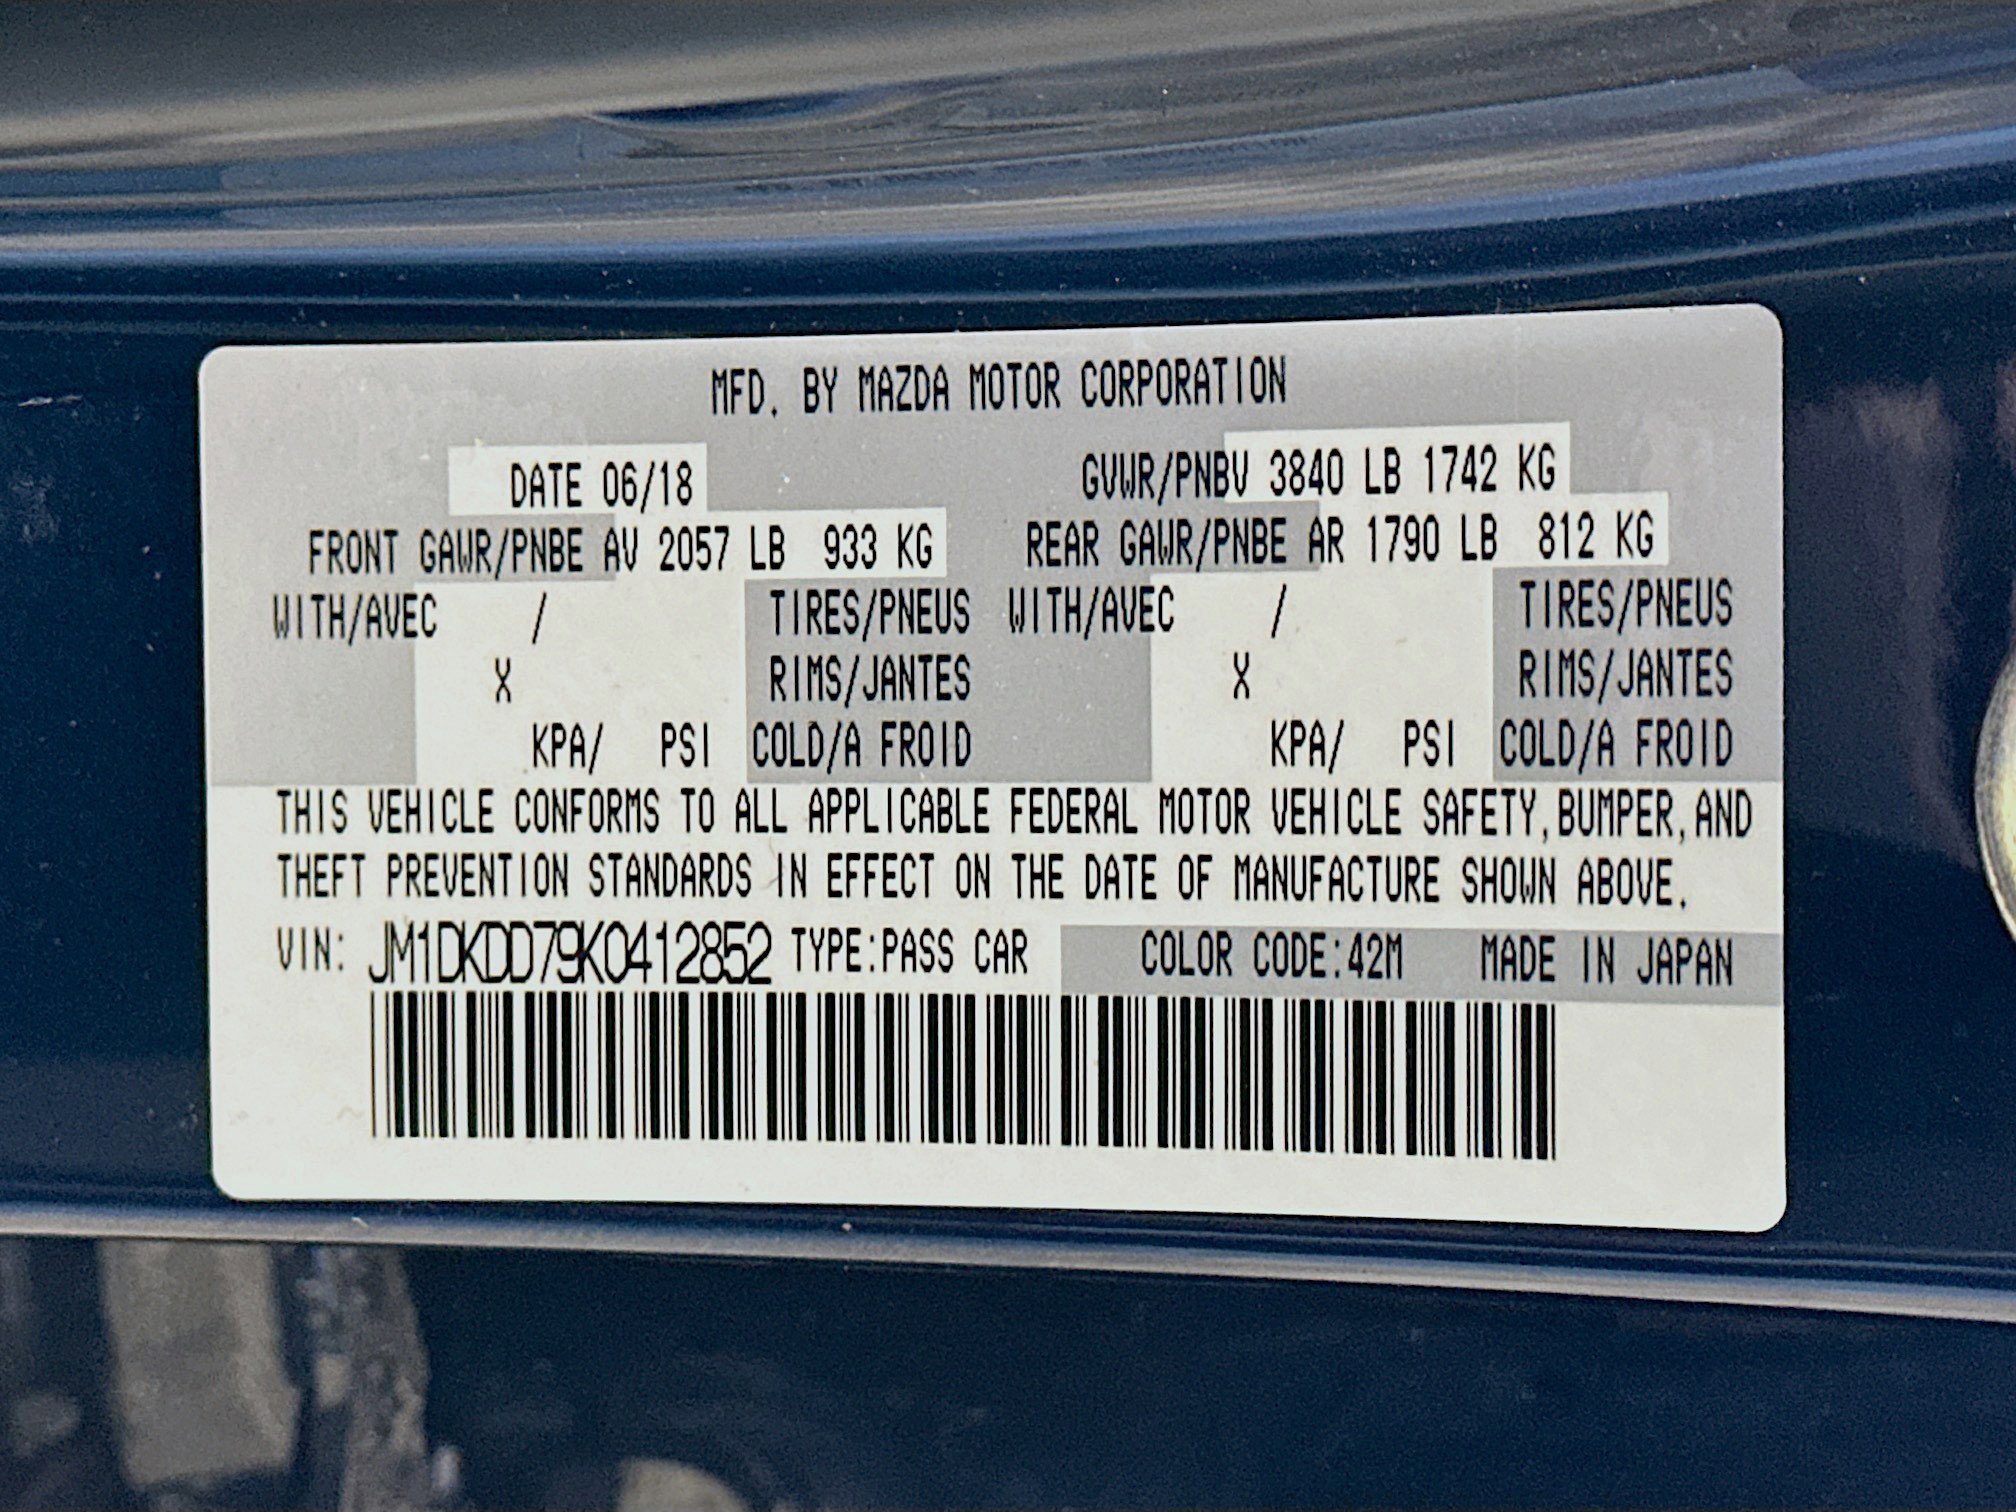 MFD. BY MAZDA MOTOR CORPORATION
DATE 06/18 GVWR/PNBV 3840 LB 1742 KG
FRONT GAWR/PNBE AV 2057 LB 933 KG REAR GAWR/PNBE AR 1790 LB 812 KG
WITH/AVEC / TIRES/PNEUS WITH/AVEC / TIRES/PNEUS
X RIMS/JANTES X RIMS/JANTES
KPA/ PSI COLD/A FROID KPA/ PSI COLD/A FROID
THIS VEHICLE CONFORMS TO ALL APPLICABLE FEDERAL MOTOR VEHICLE SAFETY, BUMPER, AND
THEFT PREVENTION STANDARDS IN EFFECT ON THE DATE OF MANUFACTURE SHOWN ABOVE.
VIN: JM1DKDD79K0412852 TYPE:PASS CAR COLOR CODE:42M MADE IN JAPAN